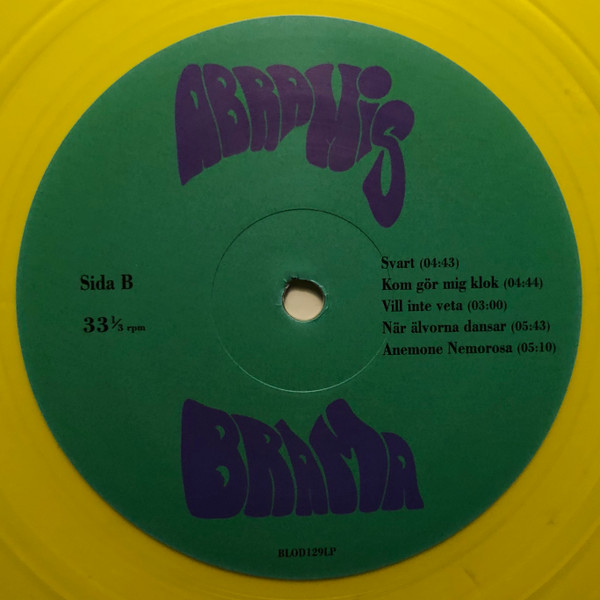 ABRAHIS
Sida B
33⅓ rpm
Svart (04:43)
Kom gör mig klok (04:44)
Vill inte veta (03:00)
När älvorna dansar (05:43)
Anemone Nemorosa (05:10)
BRAMA
BLOD129LP